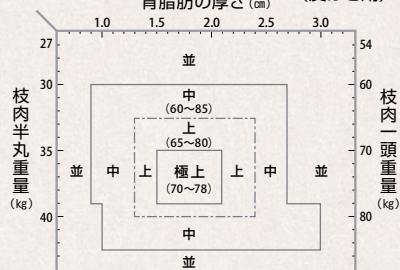 背脂肪の厚さ(㎝)
1.0 1.5 2.0 2.5 3.0
27 並 54
30 60
中
(60〜85)
上
(65〜80)
35 70
並 中 上 極上 上 中 並
(70〜78)
40 80
中
並
枝肉半丸重量(kg)
枝肉一頭重量(kg)